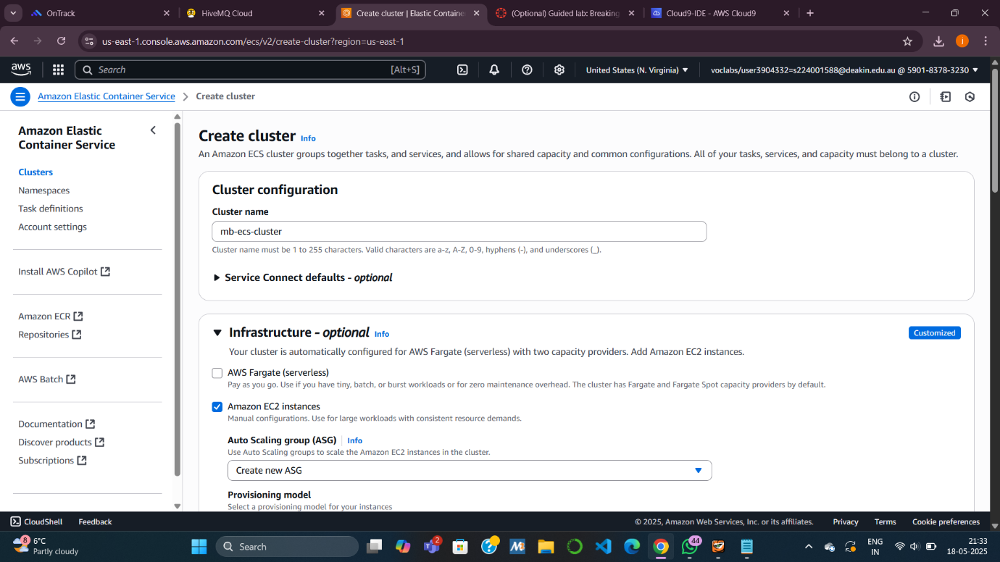 OnTrack
HiveMQ Cloud
Create cluster | Elastic Container
(Optional) Guided lab: Breaking
Cloud9-IDE - AWS Cloud9
us-east-1.console.aws.amazon.com/ecs/v2/create-cluster?region=us-east-1
j
aws
Search
[Alt+S]
United States (N. Virginia)
voclabs/user3904332=s224001588@deakin.edu.au @ 5901-8378-3230
Amazon Elastic Container Service
Create cluster
Amazon Elastic
Container Service
Clusters
Namespaces
Task definitions
Account settings
Install AWS Copilot
Amazon ECR
Repositories
AWS Batch
Documentation
Discover products
Subscriptions
Create cluster Info
An Amazon ECS cluster groups together tasks, and services, and allows for shared capacity and common configurations. All of your tasks, services, and capacity must belong to a cluster.
Cluster configuration
Cluster name
mb-ecs-cluster
Cluster name must be 1 to 255 characters. Valid characters are a-z, A-Z, 0-9, hyphens (-), and underscores (_).
Service Connect defaults - optional
Infrastructure - optional Info
Customized
Your cluster is automatically configured for AWS Fargate (serverless) with two capacity providers. Add Amazon EC2 instances.
AWS Fargate (serverless)
Pay as you go. Use if you have tiny, batch, or burst workloads or for zero maintenance overhead. The cluster has Fargate and Fargate Spot capacity providers by default.
Amazon EC2 instances
Manual configurations. Use for large workloads with consistent resource demands.
Auto Scaling group (ASG) Info
Use Auto Scaling groups to scale the Amazon EC2 instances in the cluster.
Create new ASG
Provisioning model
Select a provisioning model for your instances
CloudShell
Feedback
© 2025, Amazon Web Services, Inc. or its affiliates.
Privacy
Terms
Cookie preferences
8
6°C
Partly cloudy
Search
2
44
ENG
IN
21:33
18-05-2025